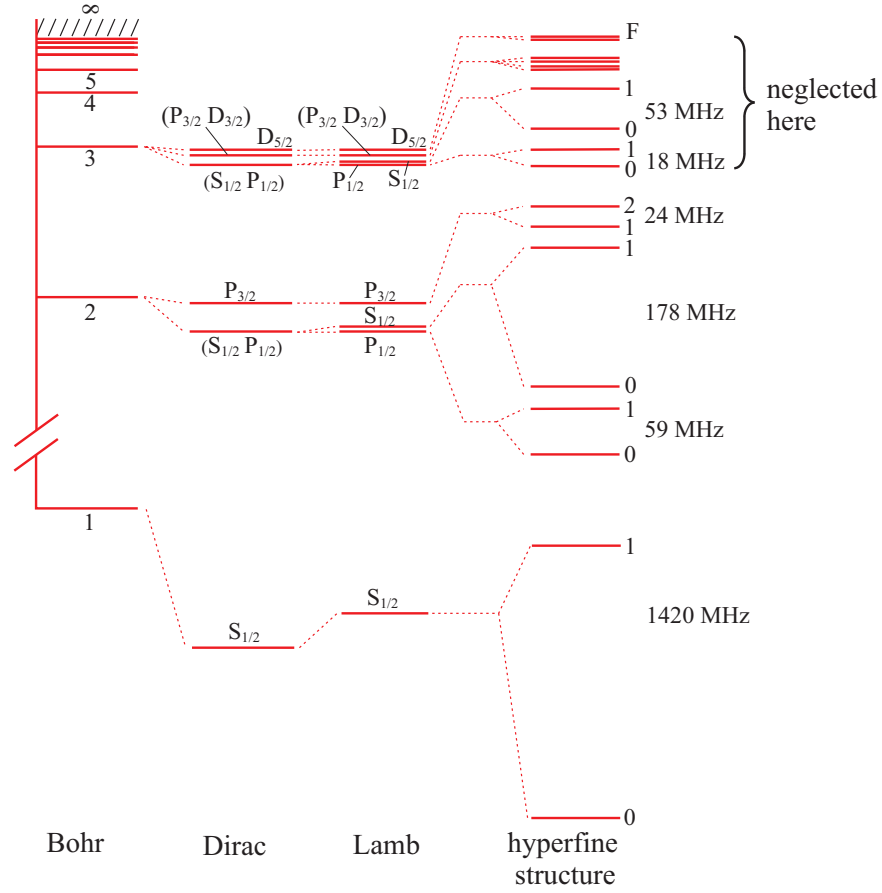 ∞
5
4
3
2
1
(P3/2 D3/2)
D5/2
(S1/2 P1/2)
P3/2
(S1/2 P1/2)
S1/2
(P3/2 D3/2)
D5/2
P1/2
S1/2
P3/2
S1/2
P1/2
S1/2
F
1
53 MHz
0
1
18 MHz
0
neglected
here
2
24 MHz
1
1
178 MHz
0
1
59 MHz
0
1
1420 MHz
0
Bohr
Dirac
Lamb
hyperfine
structure